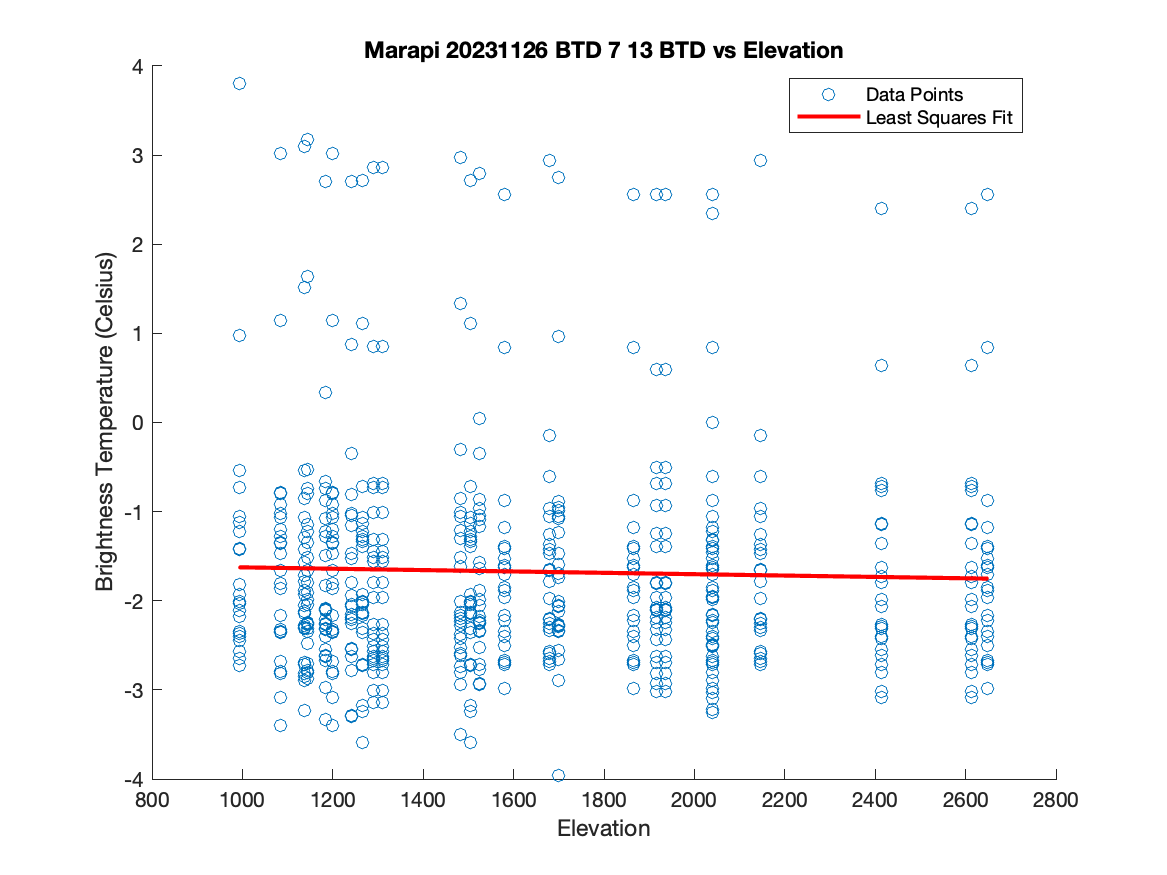 Marapi 20231126 BTD 7 13 BTD vs Elevation
Data Points
Least Squares Fit
Brightness Temperature (Celsius)
4
3
2
1
0
-1
-2
-3
-4
800 1000 1200 1400 1600 1800 2000 2200 2400 2600 2800
Elevation